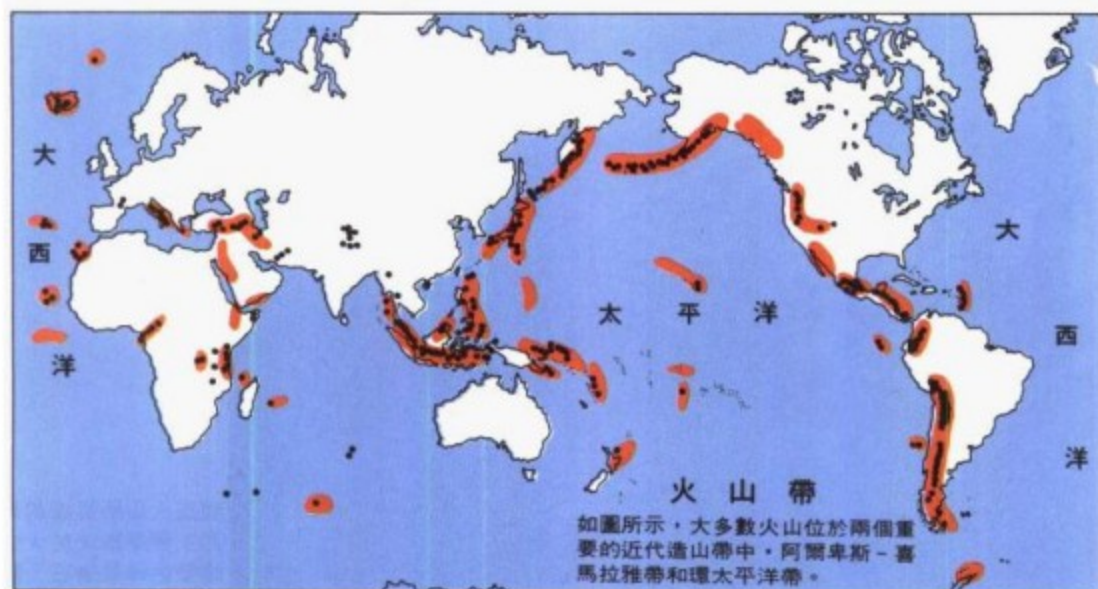 大
西
洋
太平洋
大
西
洋
火山帶
如圖所示，大多數火山位於兩個重
要的近代造山帶中，阿爾卑斯－喜
馬拉雅帶和環太平洋帶。